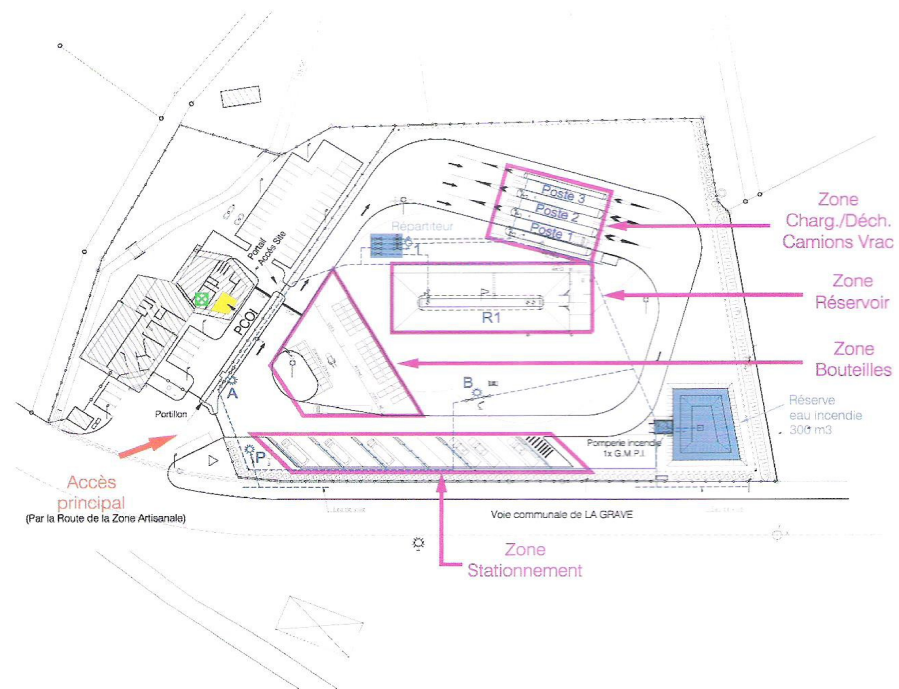 Zone
Charg./Déch.
Camions Vrac
Poste 3
Poste 2
Poste 1
Répartiteur
1
Portail
Accès Site
Zone
Réservoir
R1
PCOI
Zone
Bouteilles
A
B
Portillon
Réserve
eau incendie
300 m3
P
Pomperie incendie
1x G.M.P.I.
Accès
principal
(Par la Route de la Zone Artisanale)
Voie communale de LA GRAVE
Zone
Stationnement